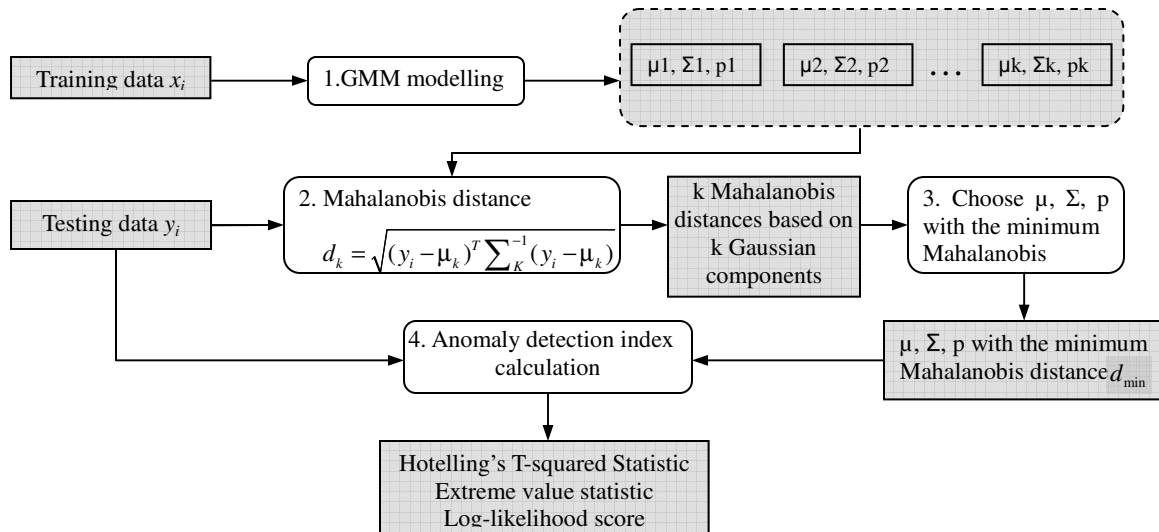 Training data xᵢ
1.GMM modelling
µ1, Σ1, p1
µ2, Σ2, p2
...
µk, Σk, pk
Testing data yᵢ
2. Mahalanobis distance
d_k = √((y_i − µ_k)^T ∑_K^{-1} (y_i − µ_k))
k Mahalanobis
distances based on
k Gaussian
components
3. Choose µ, Σ, p
with the minimum
Mahalanobis
4. Anomaly detection index
calculation
µ, Σ, p with the minimum
Mahalanobis distance d_min
Hotelling's T-squared Statistic
Extreme value statistic
Log-likelihood score